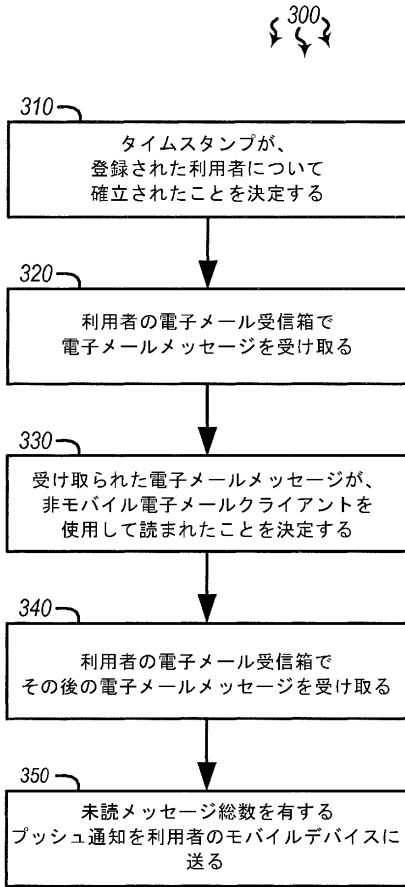 300
310
タイムスタンプが、
登録された利用者について
確立されたことを決定する
320
利用者の電子メール受信箱で
電子メールメッセージを受け取る
330
受け取られた電子メールメッセージが、
非モバイル電子メールクライアントを
使用して読まれたことを決定する
340
利用者の電子メール受信箱で
その後の電子メールメッセージを受け取る
350
未読メッセージ総数を有する
プッシュ通知を利用者のモバイルデバイスに
送る